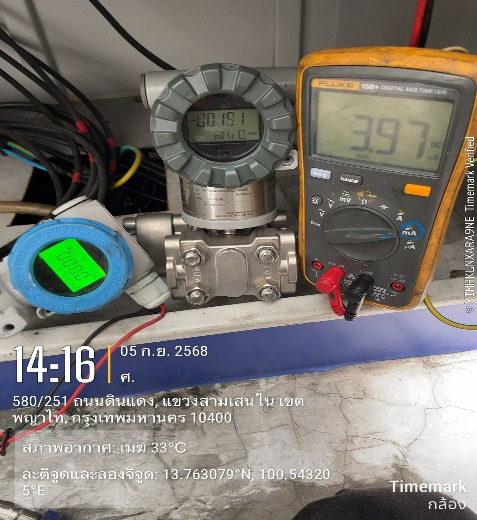 -0.0191
mH2O
FLUKE 15B+ DIGITAL MULTIMETER
3.97
mA
14:16
05 ก.ย. 2568
ศ.
580/251 ถนนดินแดง, แขวงสามเสนใน เขต
พญาไท, กรุงเทพมหานคร 10400
สภาพอากาศ: เมฆ 33°C
ละติจูดและลองจิจูด: 13.763079°N, 100.54320
5°E
Timemark
กล้อง
Timemark Verified